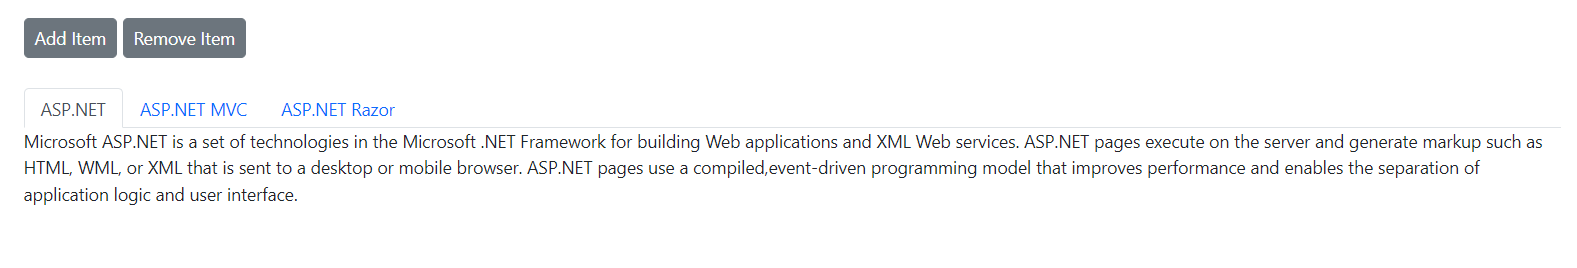 Add Item Remove Item
ASP.NET ASP.NET MVC ASP.NET Razor
Microsoft ASP.NET is a set of technologies in the Microsoft .NET Framework for building Web applications and XML Web services. ASP.NET pages execute on the server and generate markup such as
HTML, WML, or XML that is sent to a desktop or mobile browser. ASP.NET pages use a compiled,event-driven programming model that improves performance and enables the separation of
application logic and user interface.